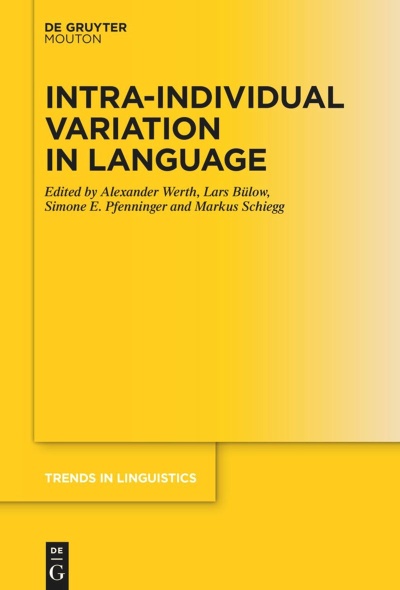 DE GRUYTER
MOUTON
INTRA-INDIVIDUAL
VARIATION
IN LANGUAGE
Edited by Alexander Werth, Lars Bülow,
Simone E. Pfenninger and Markus Schiegg
TRENDS IN LINGUISTICS
DE
G